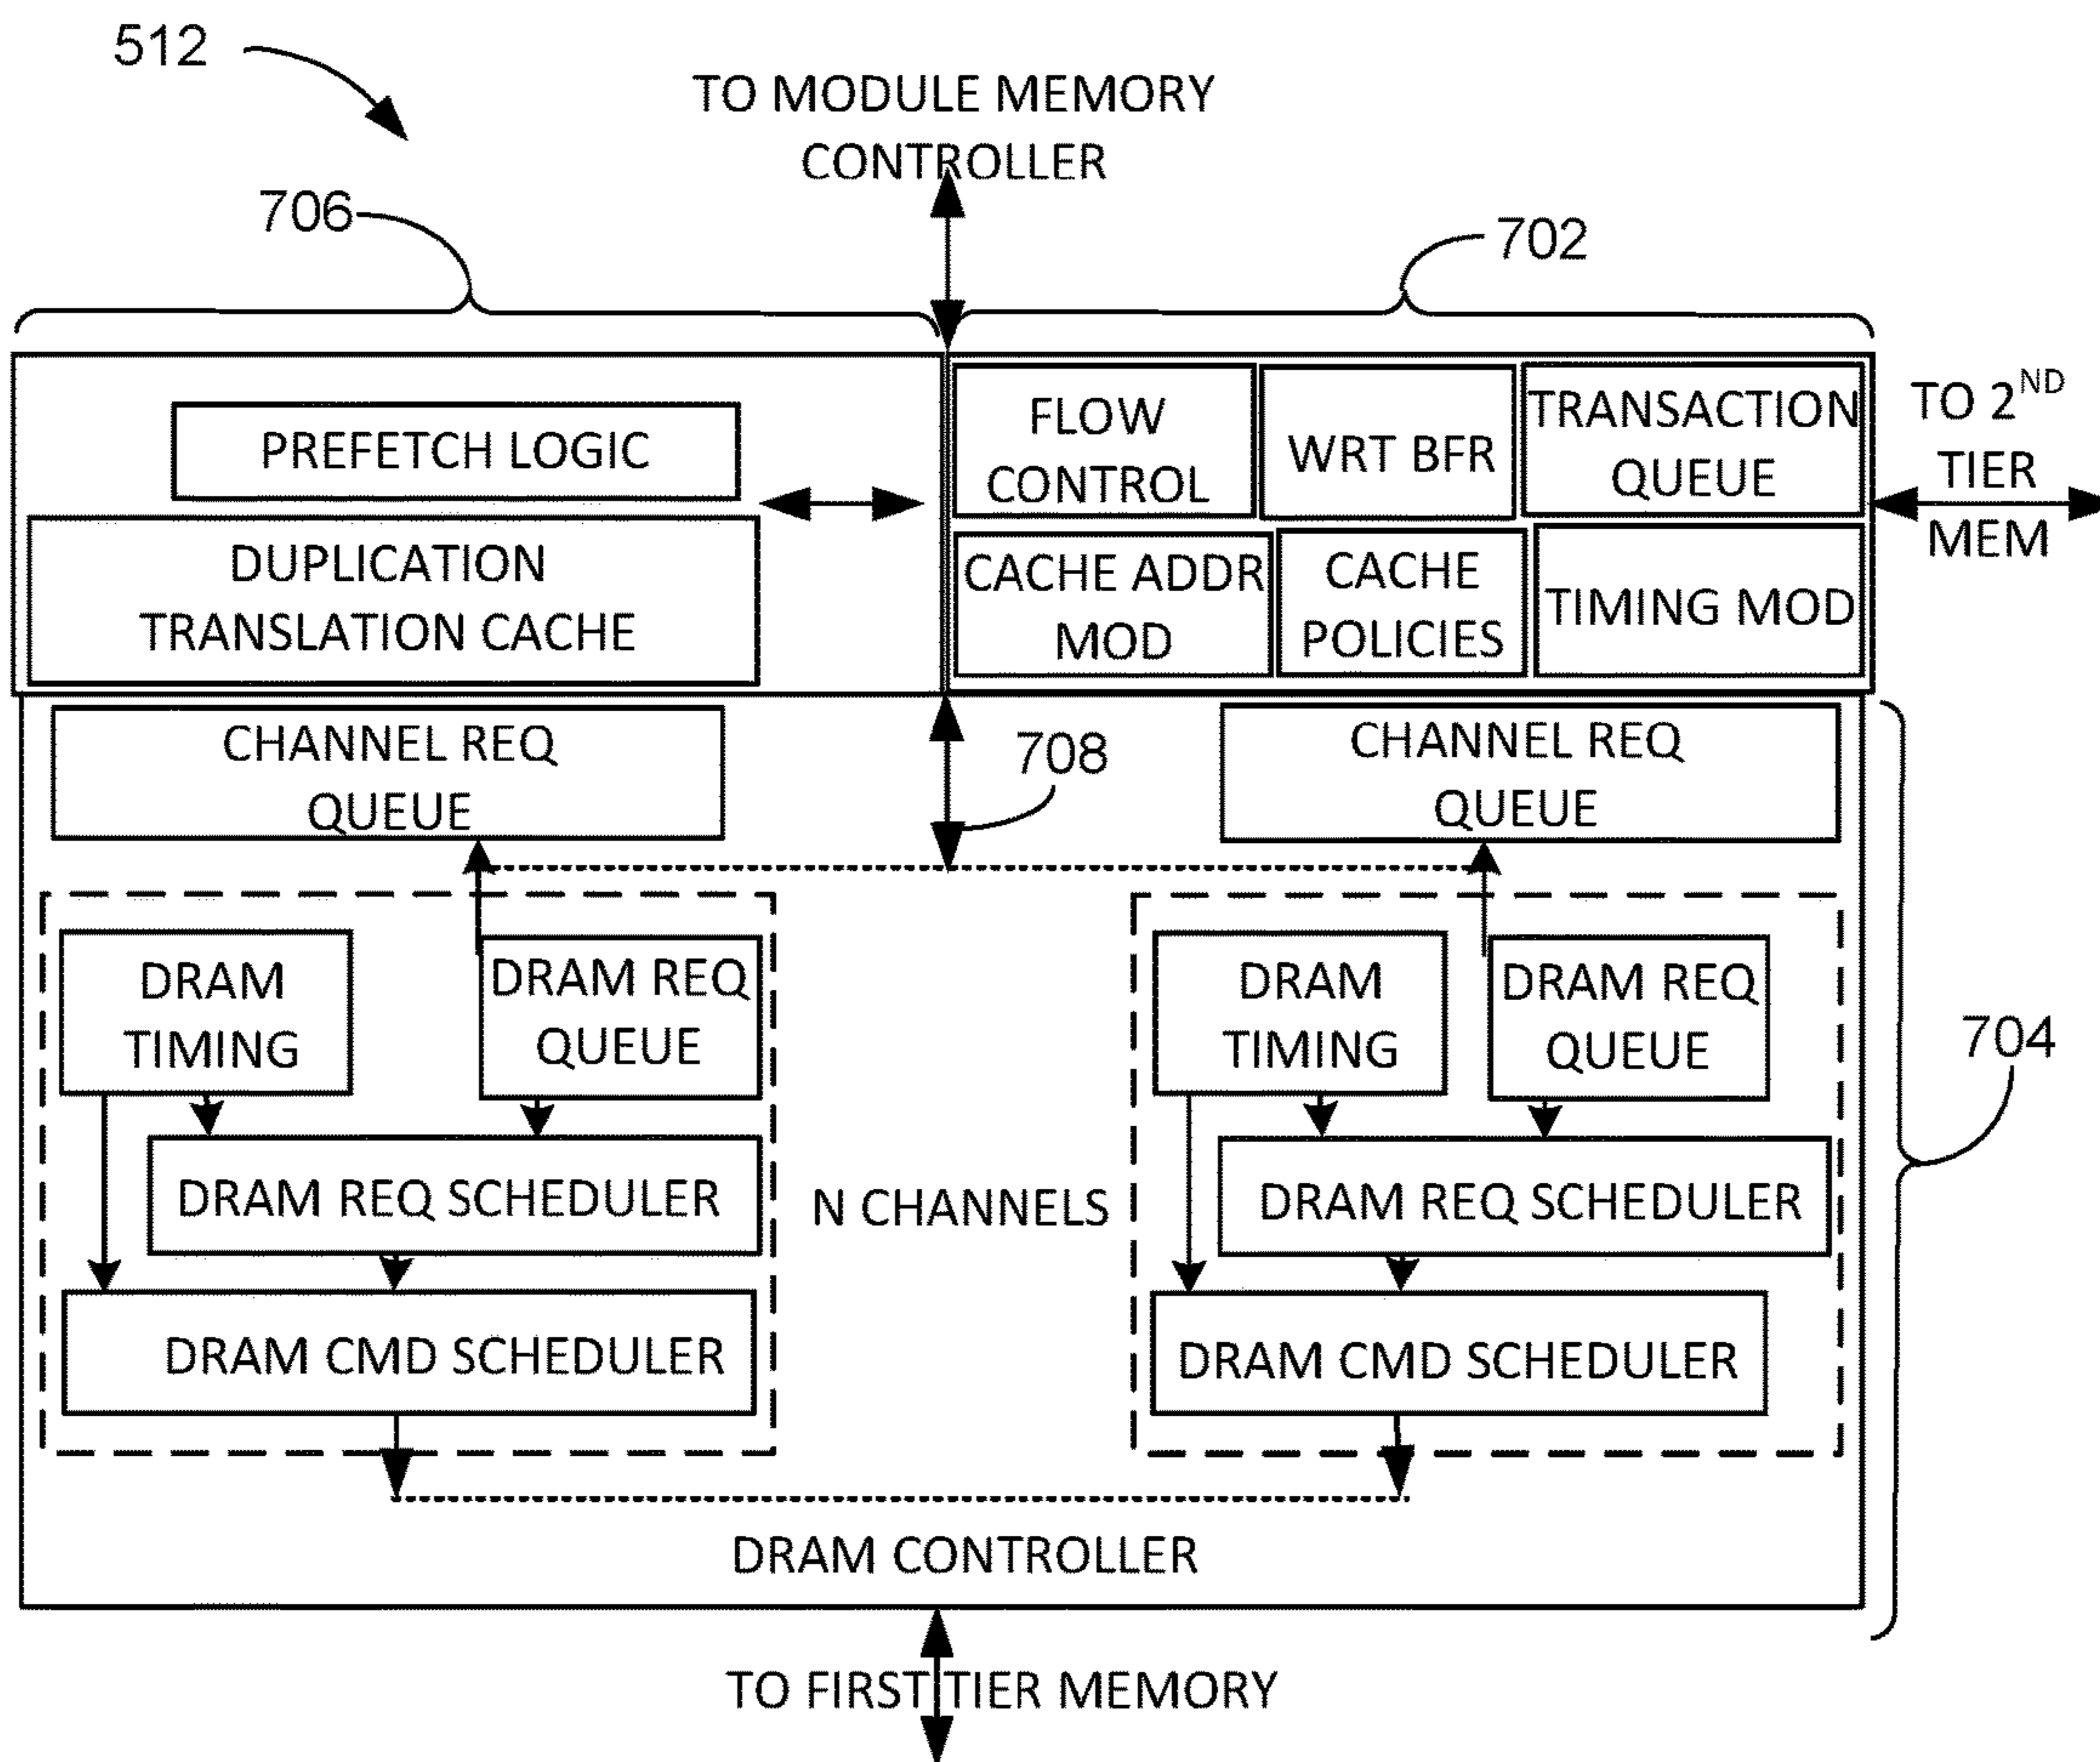 512
TO MODULE MEMORY
CONTROLLER
706
702
PREFETCH LOGIC
DUPLICATION
TRANSLATION CACHE
FLOW
CONTROL
WRT BFR
TRANSACTION
QUEUE
CACHE ADDR
MOD
CACHE
POLICIES
TIMING MOD
TO 2ND
TIER
MEM
CHANNEL REQ
QUEUE
708
CHANNEL REQ
QUEUE
DRAM
TIMING
DRAM REQ
QUEUE
DRAM REQ SCHEDULER
DRAM CMD SCHEDULER
N CHANNELS
DRAM
TIMING
DRAM REQ
QUEUE
DRAM REQ SCHEDULER
DRAM CMD SCHEDULER
704
DRAM CONTROLLER
TO FIRST TIER MEMORY